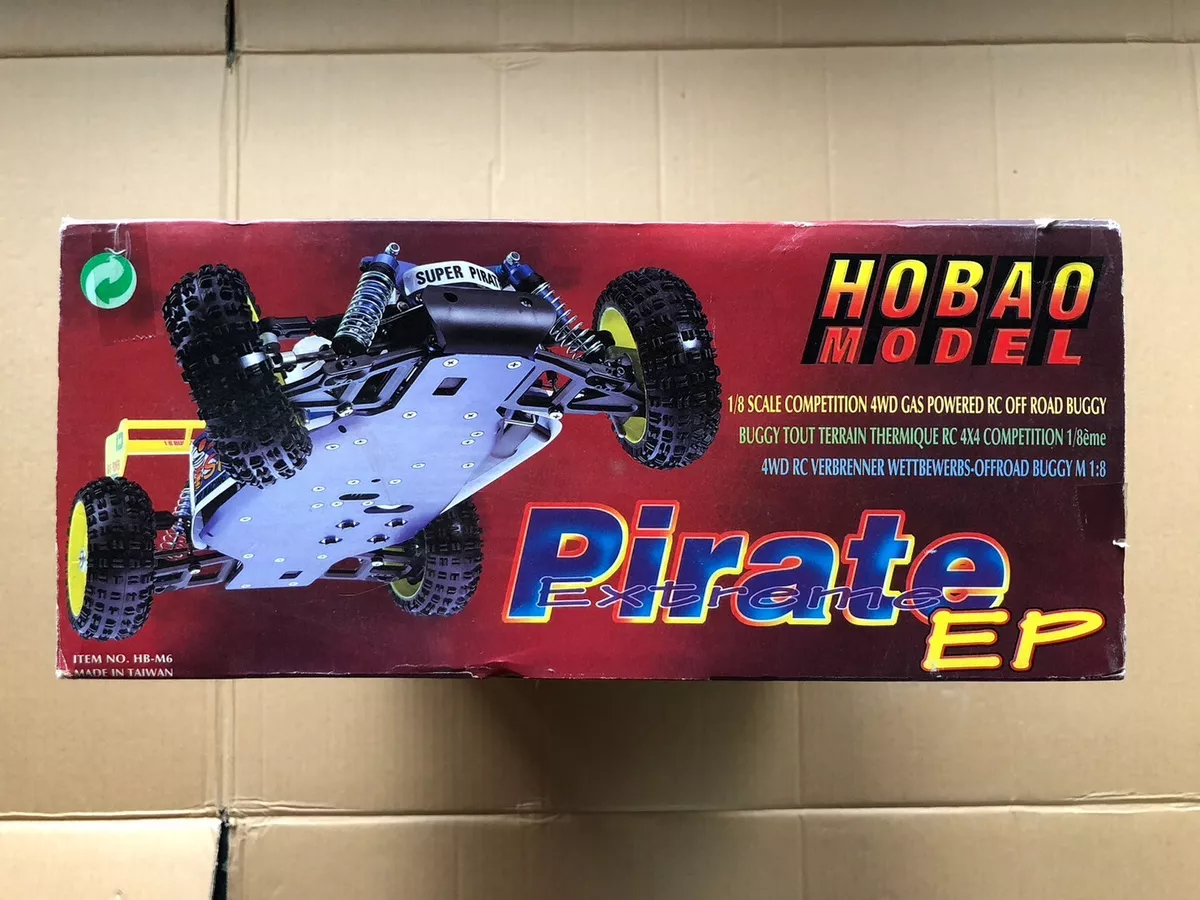 SUPER PIRAT
HOBAO
MODEL
1/8 SCALE COMPETITION 4WD GAS POWERED RC OFF ROAD BUGGY
BUGGY TOUT TERRAIN THERMIQUE RC 4X4 COMPETITION 1/8ème
4WD RC VERBRENNER WETTBEWERBS-OFFROAD BUGGY M 1:8
Pirate
Extreme
EP
ITEM NO. HB-M6
MADE IN TAIWAN